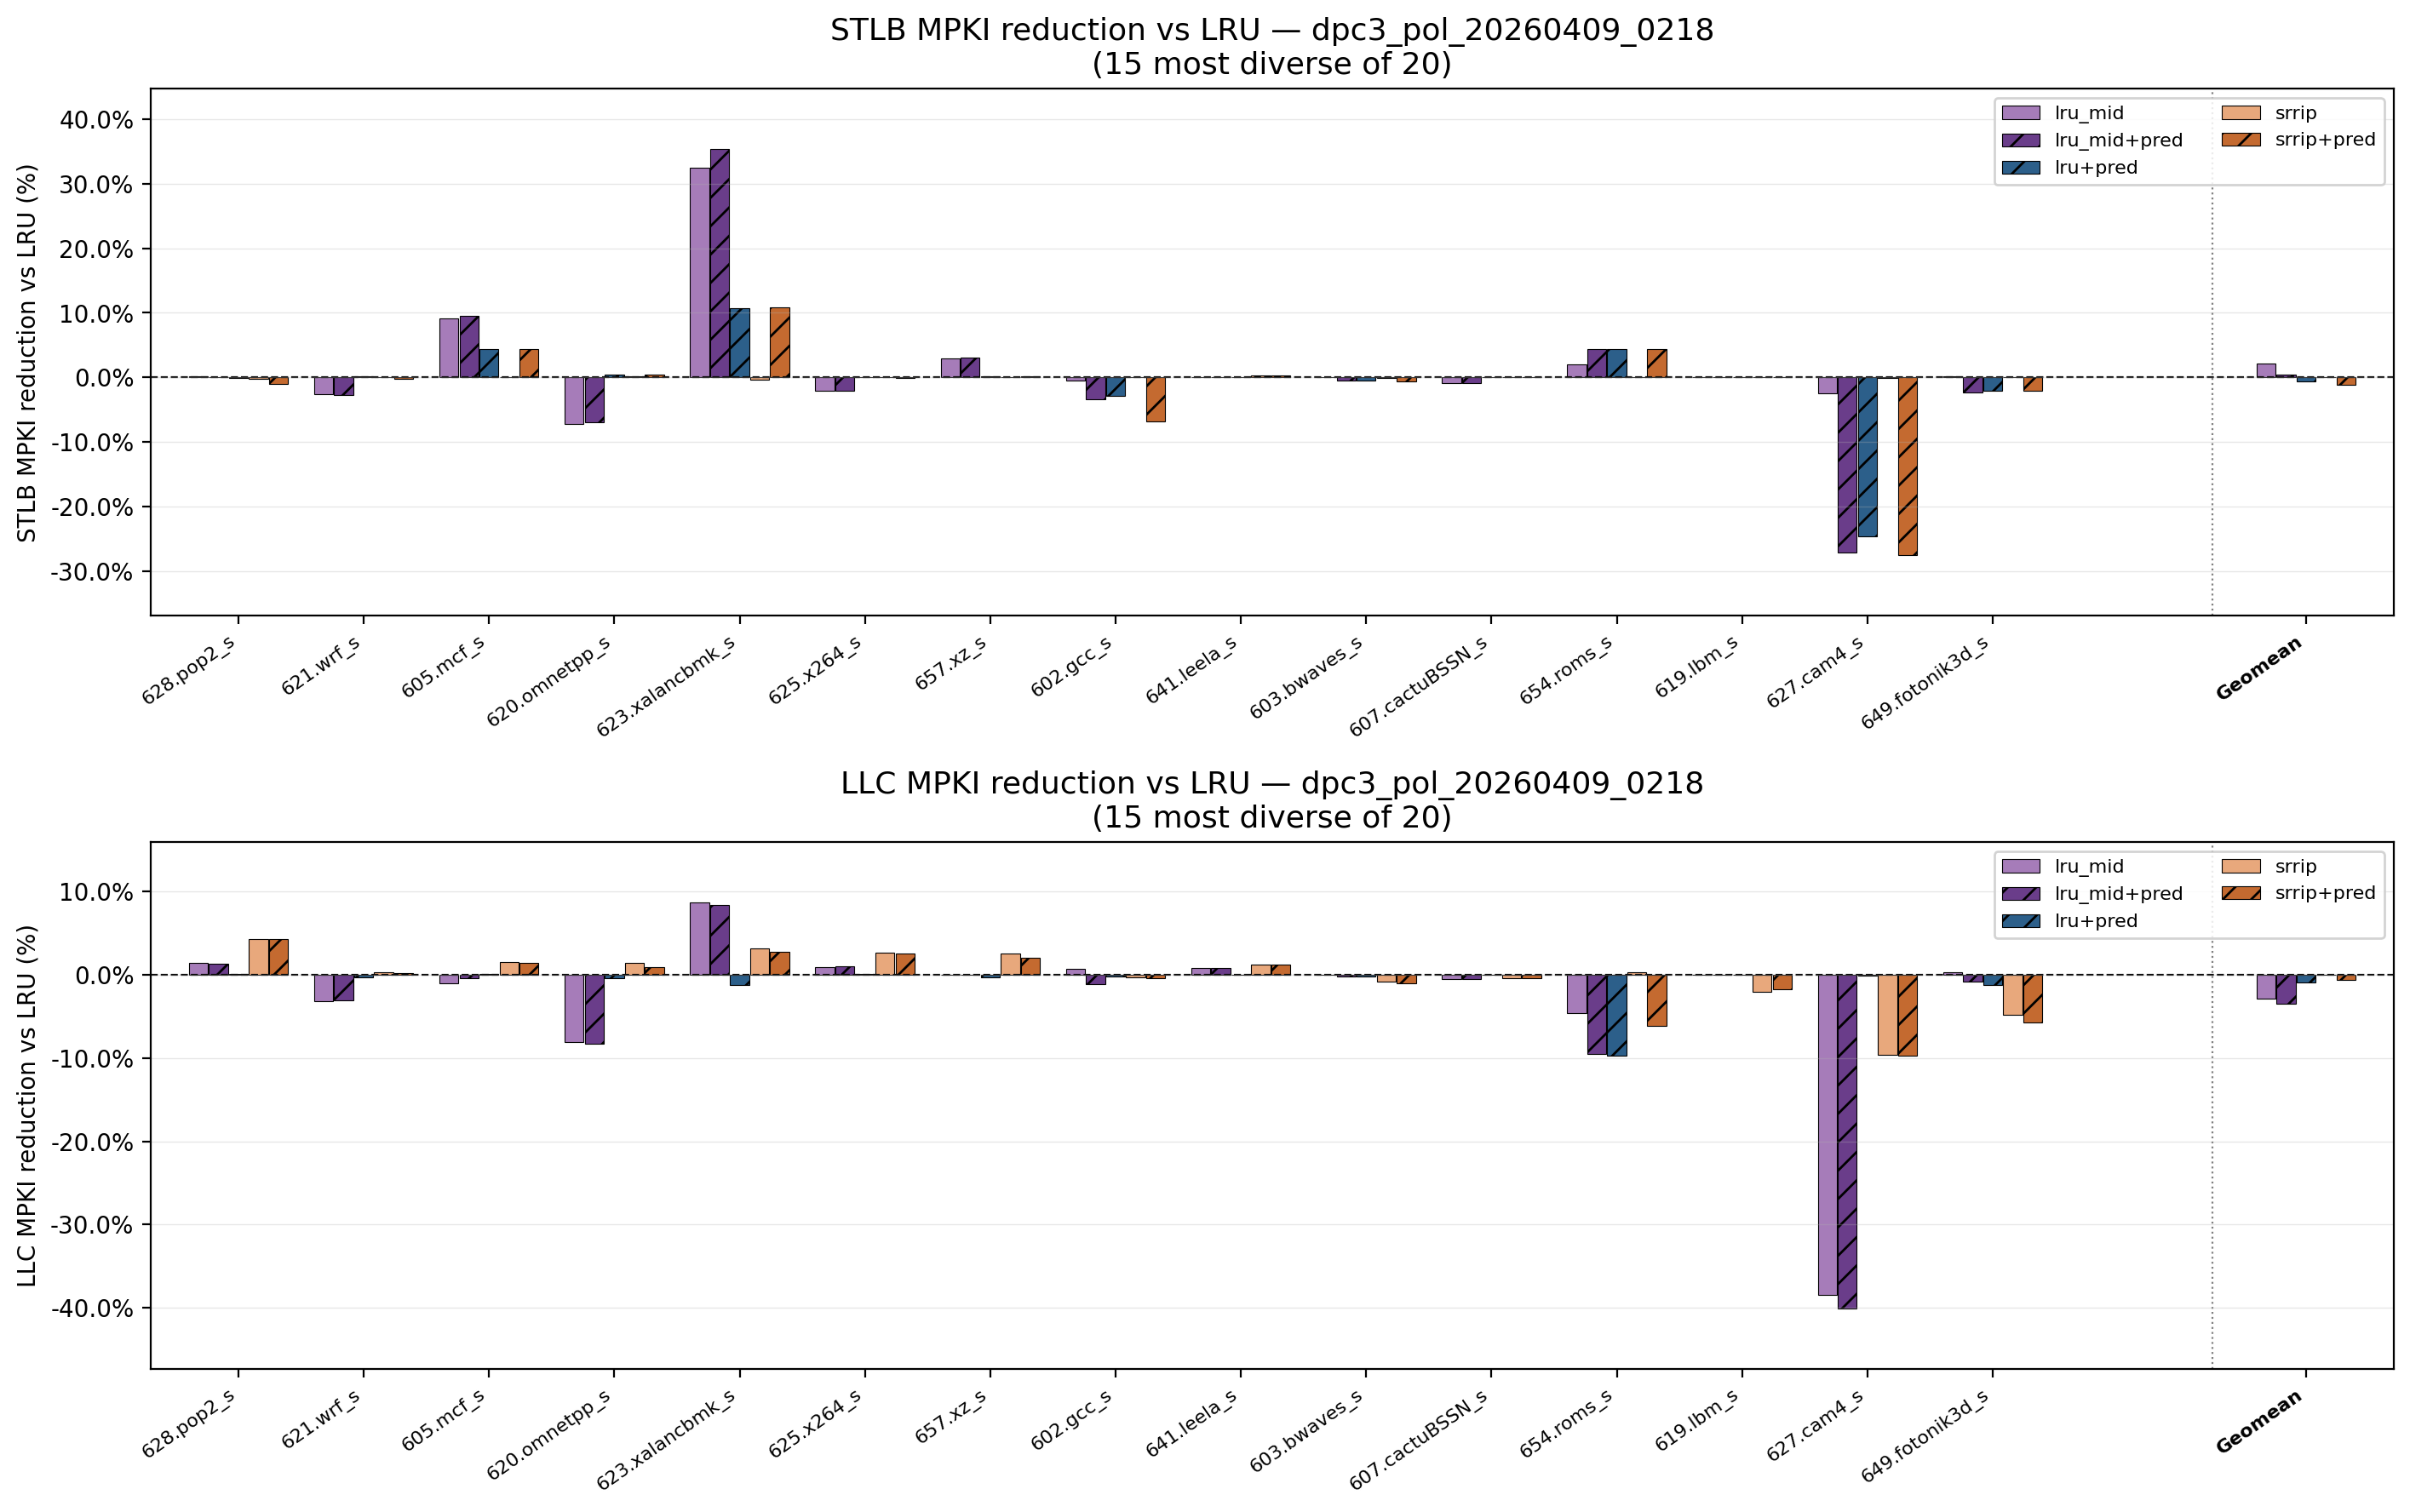 STLB MPKI reduction vs LRU — dpc3_pol_20260409_0218
(15 most diverse of 20)
STLB MPKI reduction vs LRU (%)
40.0%
30.0%
20.0%
10.0%
0.0%
-10.0%
-20.0%
-30.0%
lru_mid
lru_mid+pred
lru+pred
srrip
srrip+pred
628.pop2_s
621.wrf_s
605.mcf_s
620.omnetpp_s
623.xalancbmk_s
625.x264_s
657.xz_s
602.gcc_s
641.leela_s
603.bwaves_s
607.cactuBSSN_s
654.roms_s
619.lbm_s
627.cam4_s
649.fotonik3d_s
Geomean
LLC MPKI reduction vs LRU — dpc3_pol_20260409_0218
(15 most diverse of 20)
LLC MPKI reduction vs LRU (%)
10.0%
0.0%
-10.0%
-20.0%
-30.0%
-40.0%
lru_mid
lru_mid+pred
lru+pred
srrip
srrip+pred
628.pop2_s
621.wrf_s
605.mcf_s
620.omnetpp_s
623.xalancbmk_s
625.x264_s
657.xz_s
602.gcc_s
641.leela_s
603.bwaves_s
607.cactuBSSN_s
654.roms_s
619.lbm_s
627.cam4_s
649.fotonik3d_s
Geomean